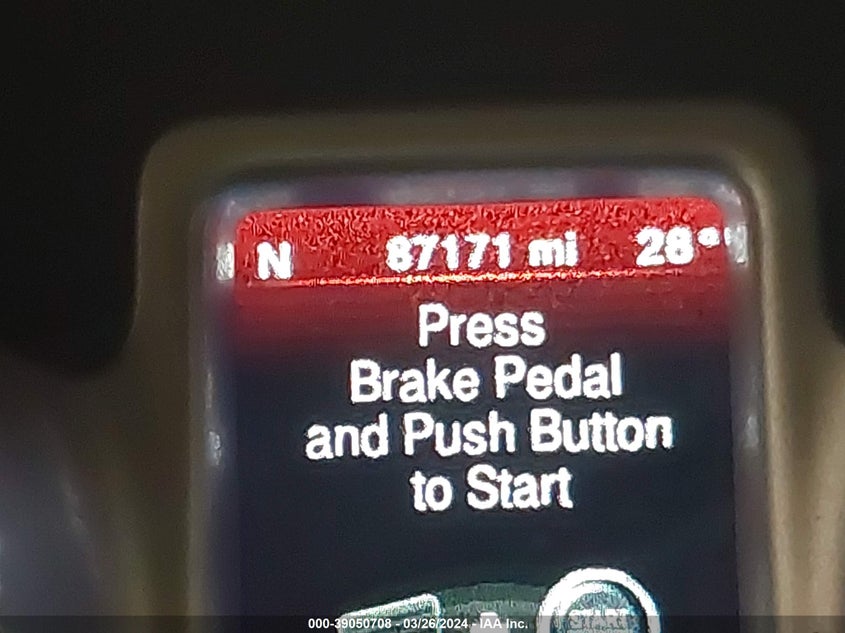 N 87171 mi 28°
Press
Brake Pedal
and Push Button
to Start
000-39050708 - 03/26/2024 - IAA Inc.